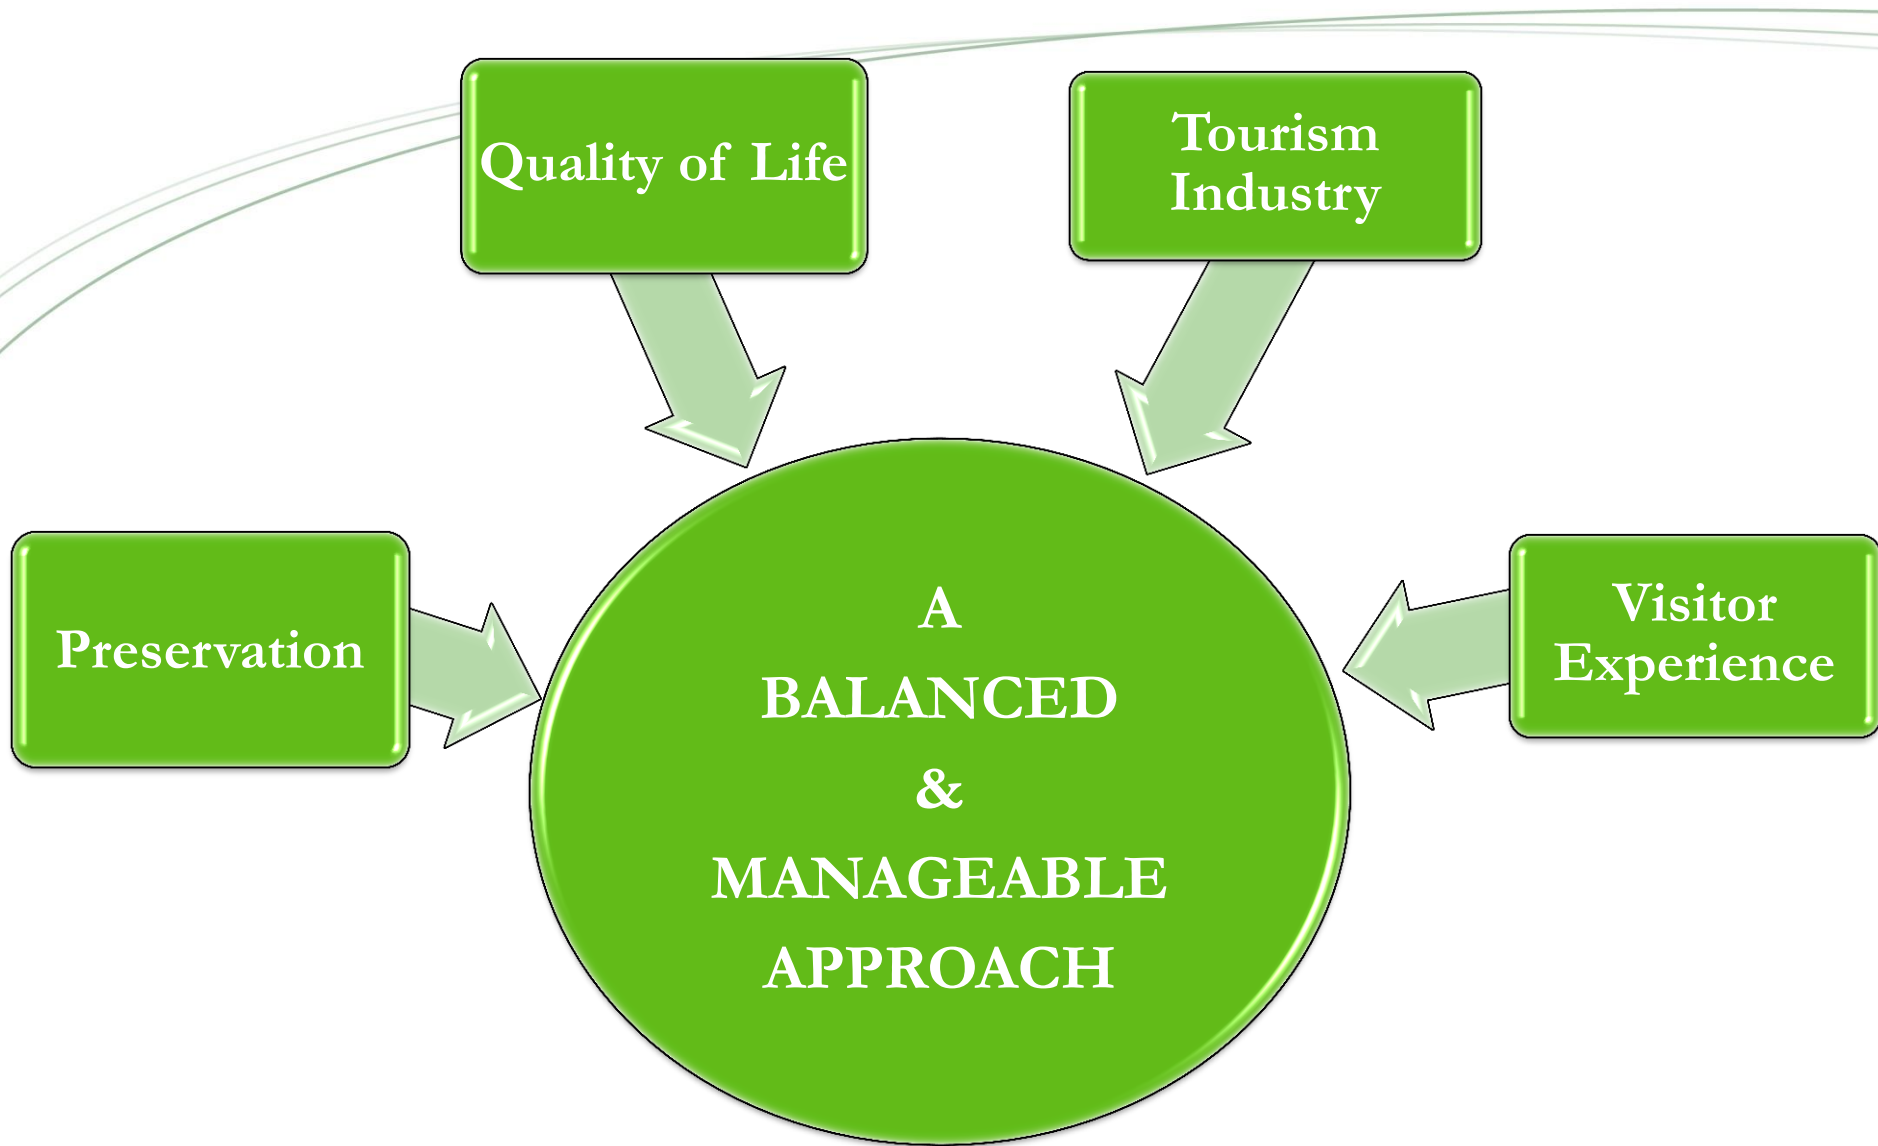 Quality of Life
Tourism
Industry
Preservation
Visitor
Experience
A
BALANCED
&
MANAGEABLE
APPROACH